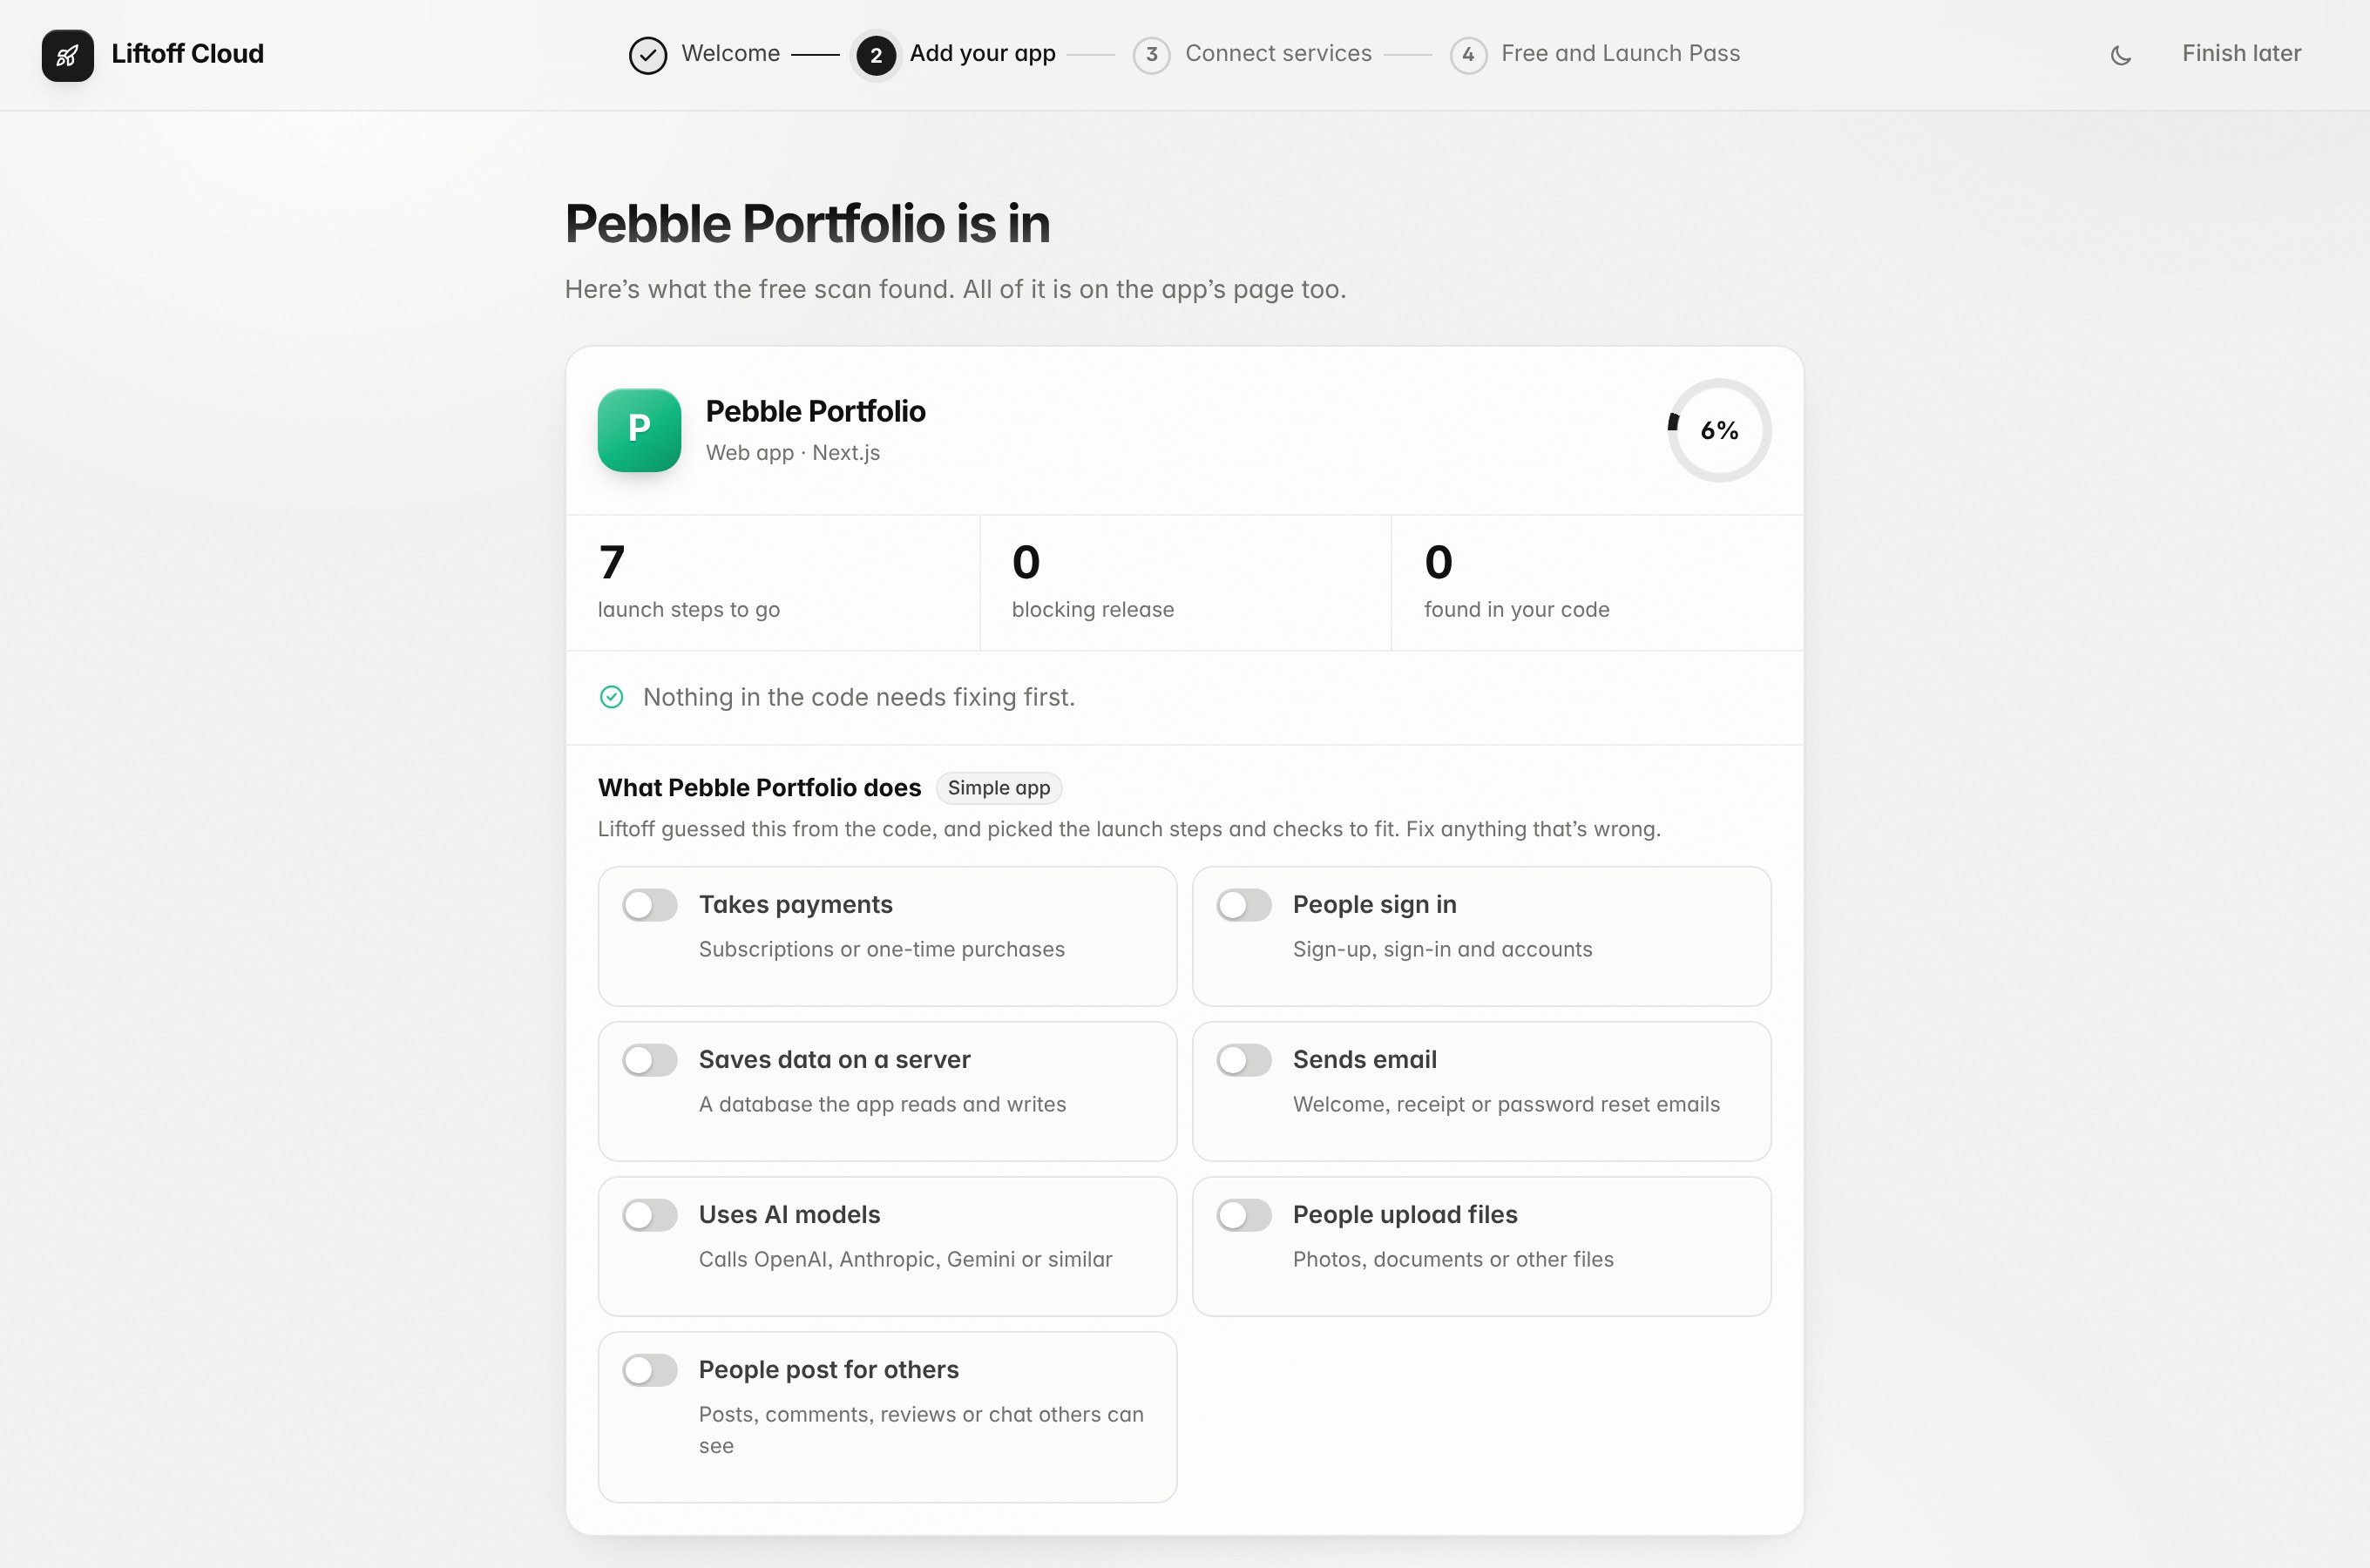 Liftoff Cloud
Welcome
2 Add your app
3 Connect services
4 Free and Launch Pass
Finish later
Pebble Portfolio is in
Here’s what the free scan found. All of it is on the app’s page too.
P
Pebble Portfolio
Web app · Next.js
6%
7
launch steps to go
0
blocking release
0
found in your code
Nothing in the code needs fixing first.
What Pebble Portfolio does
Simple app
Liftoff guessed this from the code, and picked the launch steps and checks to fit. Fix anything that’s wrong.
Takes payments
Subscriptions or one-time purchases
People sign in
Sign-up, sign-in and accounts
Saves data on a server
A database the app reads and writes
Sends email
Welcome, receipt or password reset emails
Uses AI models
Calls OpenAI, Anthropic, Gemini or similar
People upload files
Photos, documents or other files
People post for others
Posts, comments, reviews or chat others can
see